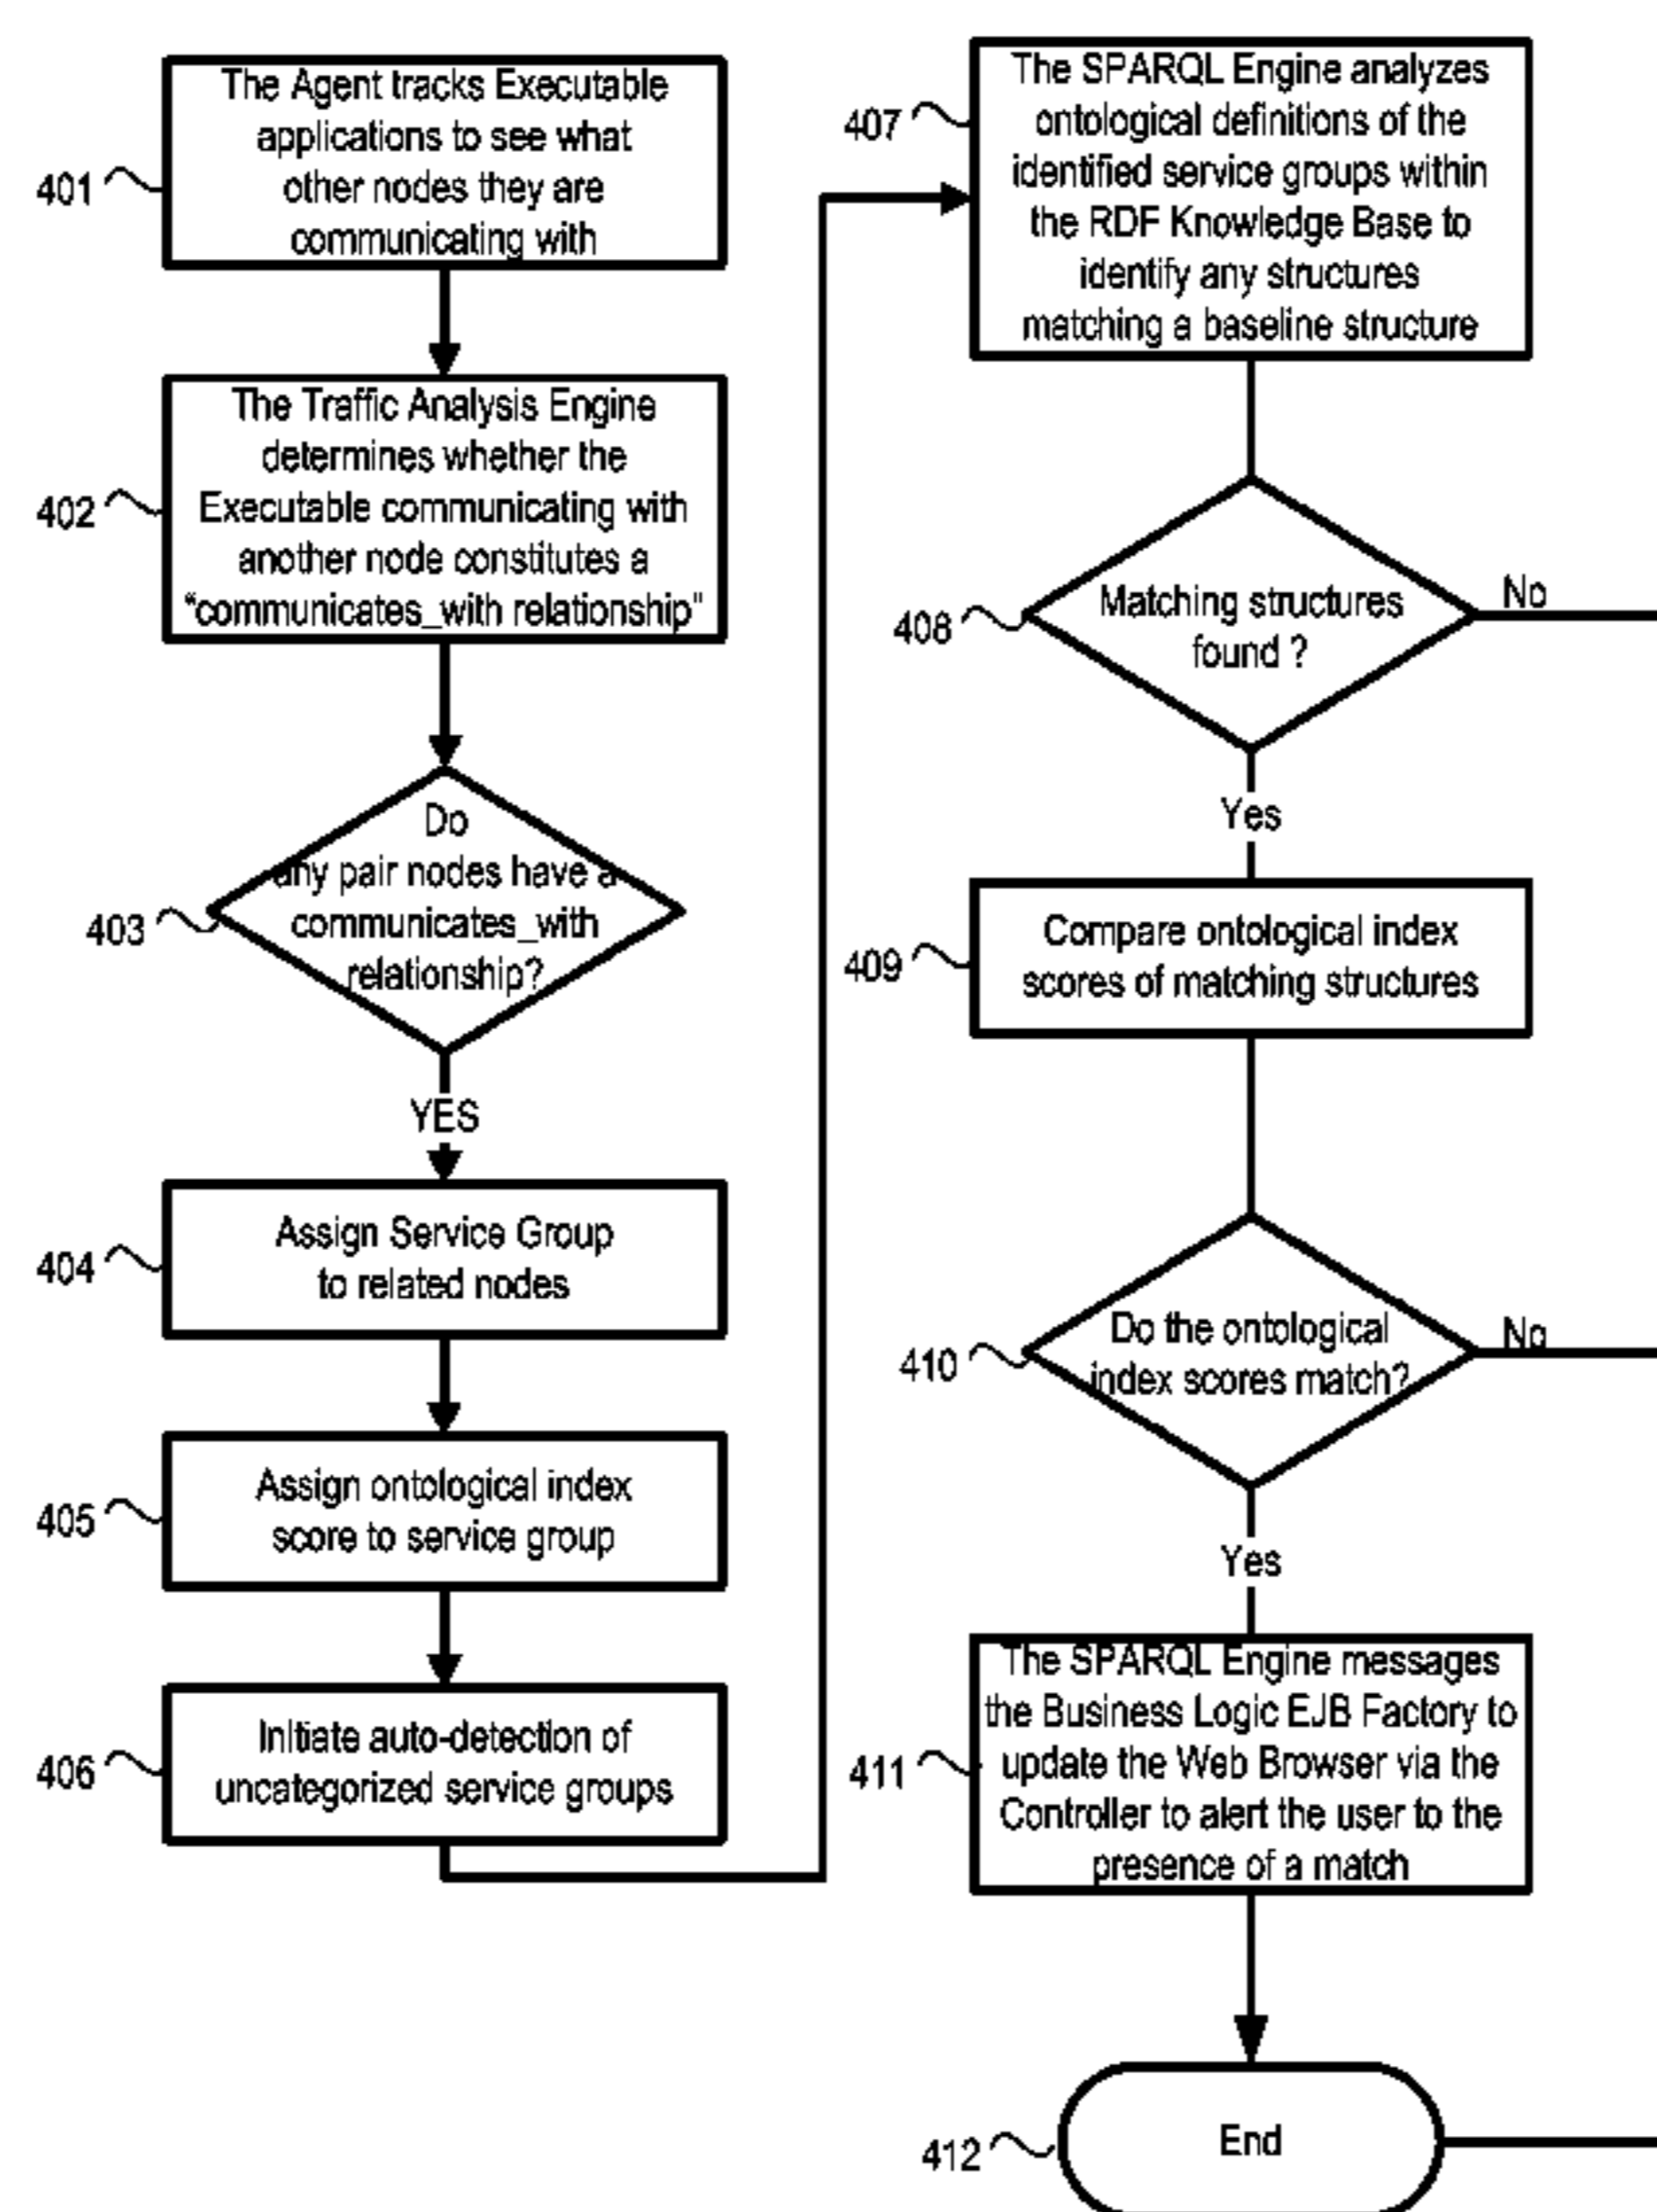 The Agent tracks Executable
applications to see what
other nodes they are
communicating with
401
The Traffic Analysis Engine
determines whether the
Executable communicating with
another node constitutes a
“communicates_with relationship"
402
Do
any pair nodes have a
communicates_with
relationship?
403
YES
Assign Service Group
to related nodes
404
Assign ontological index
score to service group
405
Initiate auto-detection of
uncategorized service groups
406
The SPARQL Engine analyzes
ontological definitions of the
identified service groups within
the RDF Knowledge Base to
identify any structures
matching a baseline structure
407
Matching structures
found ?
408
No
Yes
Compare ontological index
scores of matching structures
409
Do the ontological
index scores match?
410
No
Yes
The SPARQL Engine messages
the Business Logic EJB Factory to
update the Web Browser via the
Controller to alert the user to the
presence of a match
411
End
412